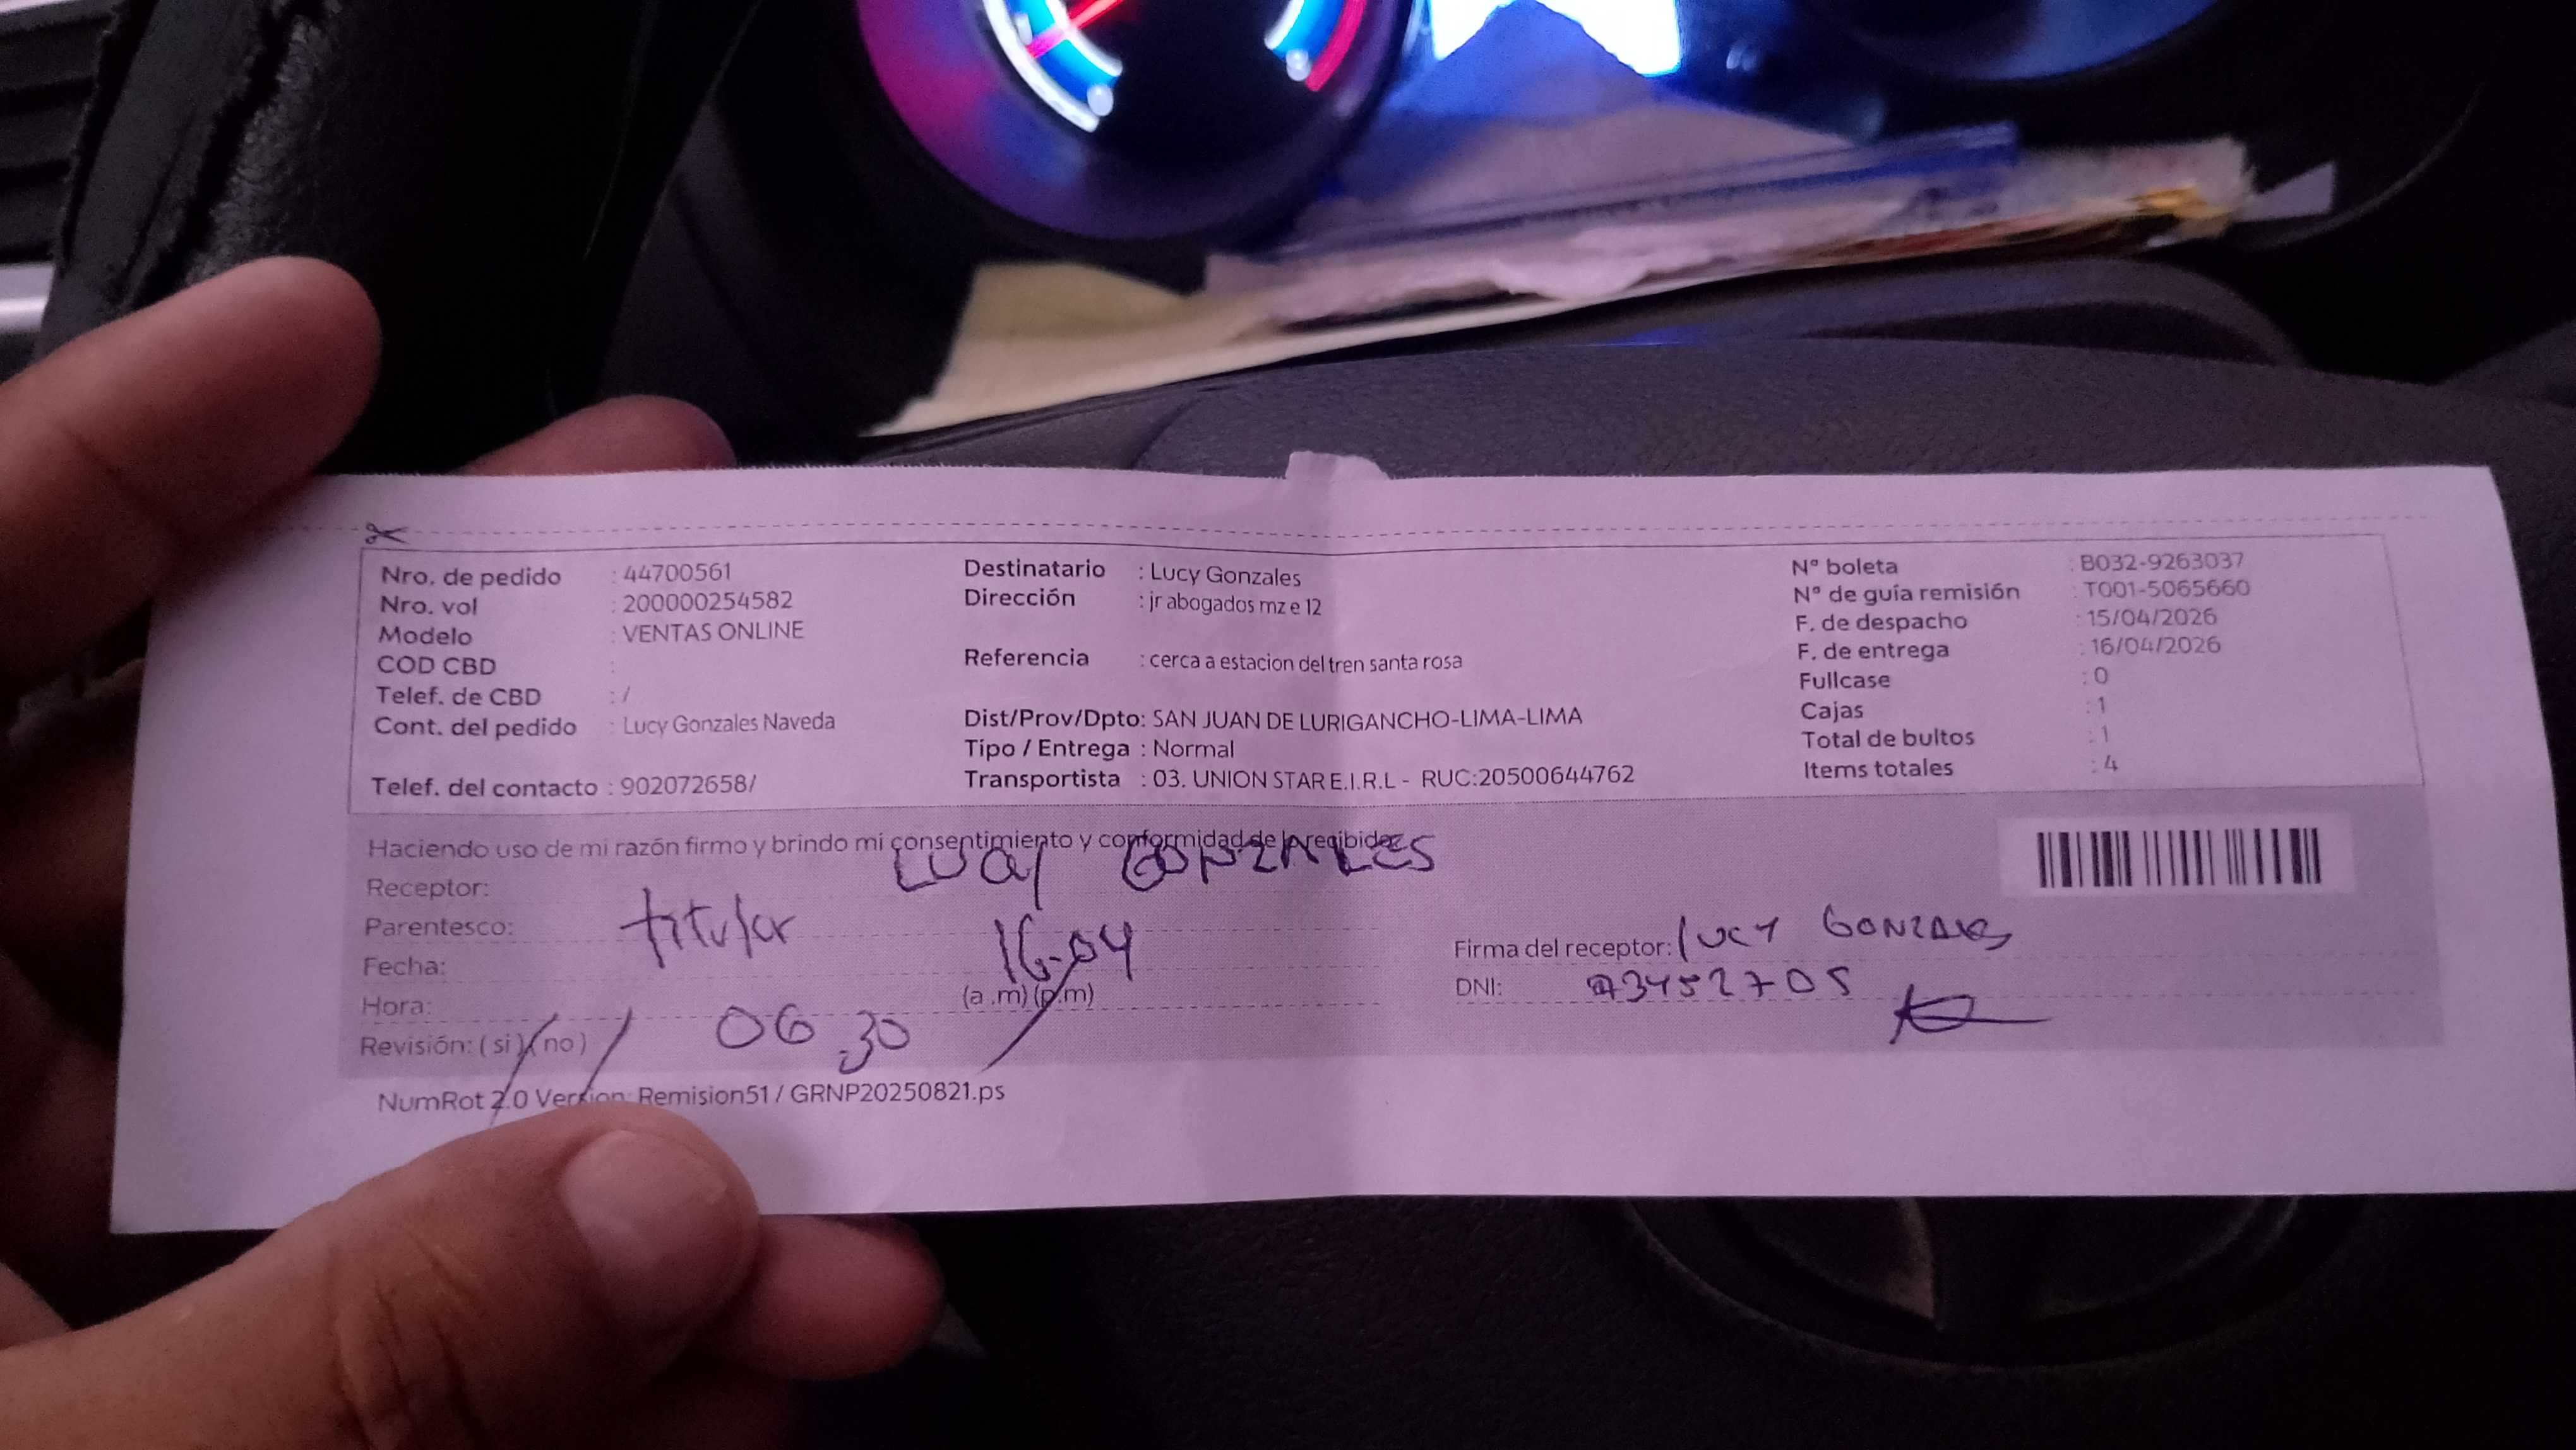 Nro. de pedido : 44700561
Nro. vol : 200000254582
Modelo : VENTAS ONLINE
COD CBD :
Telef. de CBD : /
Cont. del pedido : Lucy Gonzales Naveda
Telef. del contacto : 902072658/
Destinatario : Lucy Gonzales
Dirección : jr abogados mz e 12
Referencia : cerca a estacion del tren santa rosa
Dist/Prov/Dpto: SAN JUAN DE LURIGANCHO-LIMA-LIMA
Tipo / Entrega : Normal
Transportista : 03. UNION STAR E.I.R.L - RUC:20500644762
Nª boleta : B032-9263037
Nª de guía remisión : T001-5065660
F. de despacho : 15/04/2026
F. de entrega : 16/04/2026
Fullcase : 0
Cajas : 1
Total de bultos : 1
Items totales : 4
Haciendo uso de mi razón firmo y brindo mi consentimiento y conformidad de lo recibido:
Receptor: LUCY GONZALES
Parentesco: titular
Fecha: 16-04
Hora: 06:30 (a.m) (p.m)
Revisión: ( si ) ( no )
Firma del receptor: LUCY GONZALES
DNI: 73452705
NumRot 2.0 Version: Remision51 / GRNP20250821.ps